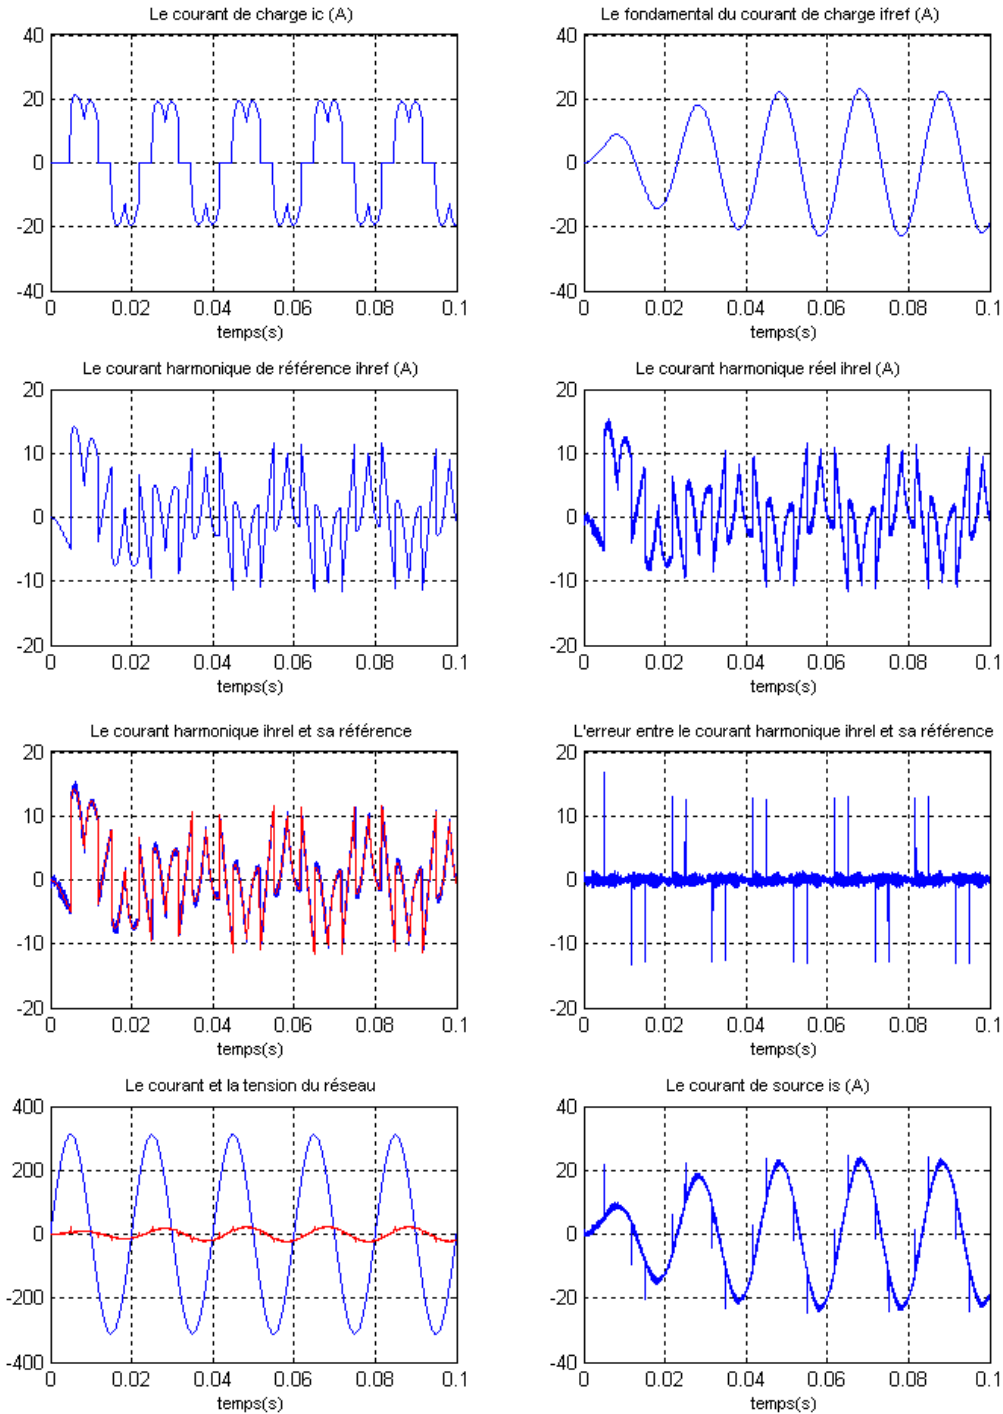 Le courant de charge ic (A)
40
20
0
-20
-40
0 0.02 0.04 0.06 0.08 0.1
temps(s)
Le fondamental du courant de charge ifref (A)
40
20
0
-20
-40
0 0.02 0.04 0.06 0.08 0.1
temps(s)
Le courant harmonique de référence ihref (A)
20
10
0
-10
-20
0 0.02 0.04 0.06 0.08 0.1
temps(s)
Le courant harmonique réel ihrel (A)
20
10
0
-10
-20
0 0.02 0.04 0.06 0.08 0.1
temps(s)
Le courant harmonique ihrel et sa référence
20
10
0
-10
-20
0 0.02 0.04 0.06 0.08 0.1
temps(s)
L'erreur entre le courant harmonique ihrel et sa référence
20
10
0
-10
-20
0 0.02 0.04 0.06 0.08 0.1
temps(s)
Le courant et la tension du réseau
400
200
0
-200
-400
0 0.02 0.04 0.06 0.08 0.1
temps(s)
Le courant de source is (A)
40
20
0
-20
-40
0 0.02 0.04 0.06 0.08 0.1
temps(s)